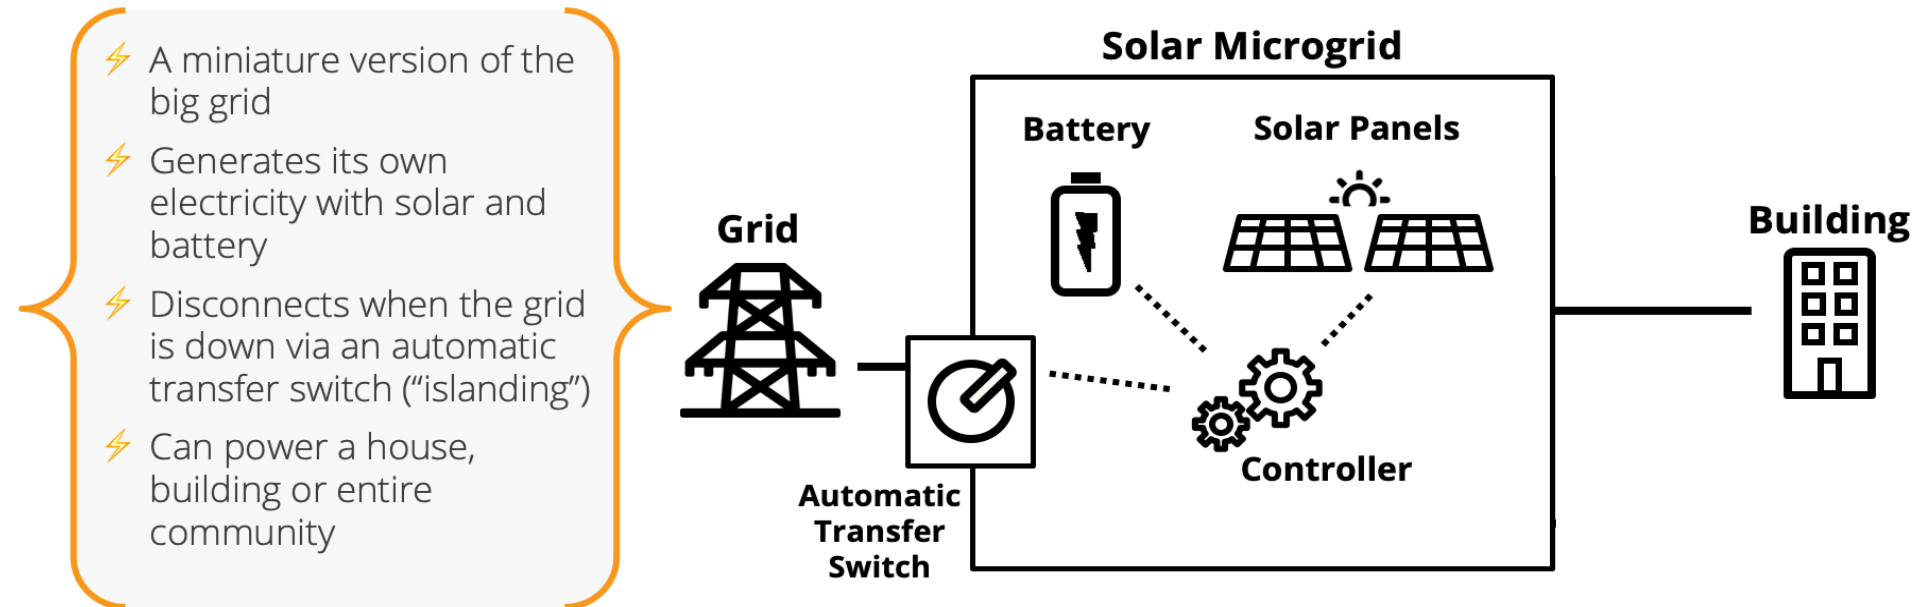 A miniature version of the
big grid
Generates its own
electricity with solar and
battery
Disconnects when the grid
is down via an automatic
transfer switch (“islanding”)
Can power a house,
building or entire
community
Solar Microgrid
Battery
Solar Panels
Grid
Building
Controller
Automatic
Transfer
Switch